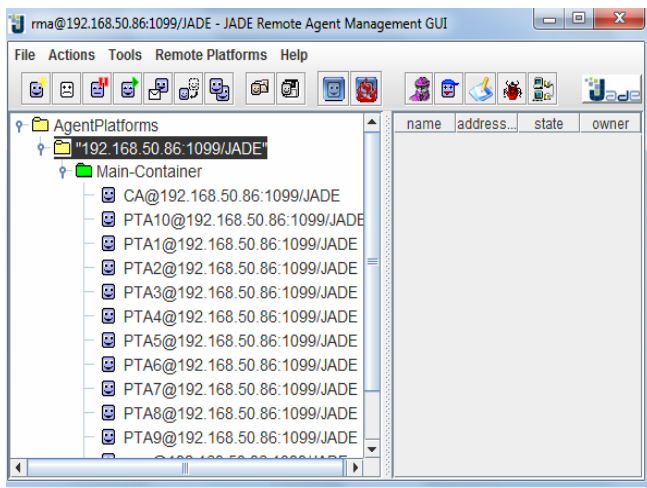 rma@192.168.50.86:1099/JADE - JADE Remote Agent Management GUI
File Actions Tools Remote Platforms Help
Jade
AgentPlatforms
name address... state owner
"192.168.50.86:1099/JADE"
Main-Container
CA@192.168.50.86:1099/JADE
PTA10@192.168.50.86:1099/JADE
PTA1@192.168.50.86:1099/JADE
PTA2@192.168.50.86:1099/JADE
PTA3@192.168.50.86:1099/JADE
PTA4@192.168.50.86:1099/JADE
PTA5@192.168.50.86:1099/JADE
PTA6@192.168.50.86:1099/JADE
PTA7@192.168.50.86:1099/JADE
PTA8@192.168.50.86:1099/JADE
PTA9@192.168.50.86:1099/JADE